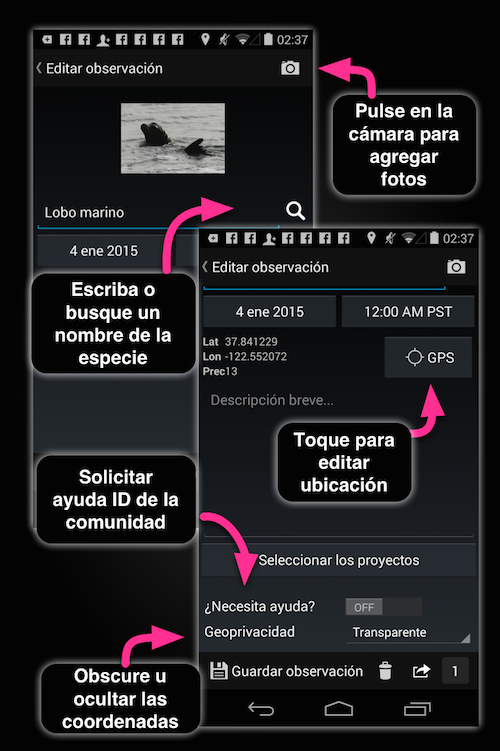 02:37
Editar observación
Pulse en la
cámara para
agregar
fotos
Lobo marino
4 ene 2015
Escriba o
busque un
nombre de la
especie
02:37
Editar observación
4 ene 2015
12:00 AM PST
Lat 37.841229
Lon -122.552072
Prec13
GPS
Descripción breve...
Toque para
editar
ubicación
Solicitar
ayuda ID de la
comunidad
Seleccionar los proyectos
¿Necesita ayuda?
OFF
Geoprivacidad
Transparente
Obscure u
ocultar las
coordenadas
Guardar observación
1